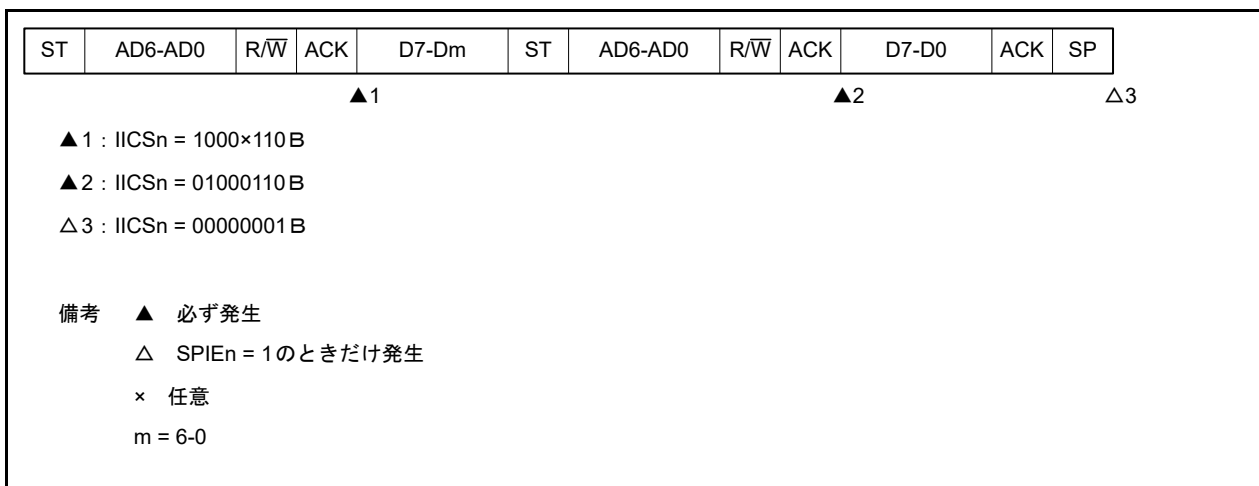 ST AD6-AD0 R/W̅ ACK D7-Dm ST AD6-AD0 R/W̅ ACK D7-D0 ACK SP
▲1 ▲2 △3
▲1：IICSn = 1000×110B
▲2：IICSn = 01000110B
△3：IICSn = 00000001B
備考 ▲ 必ず発生
△ SPIEn = 1のときだけ発生
× 任意
m = 6-0